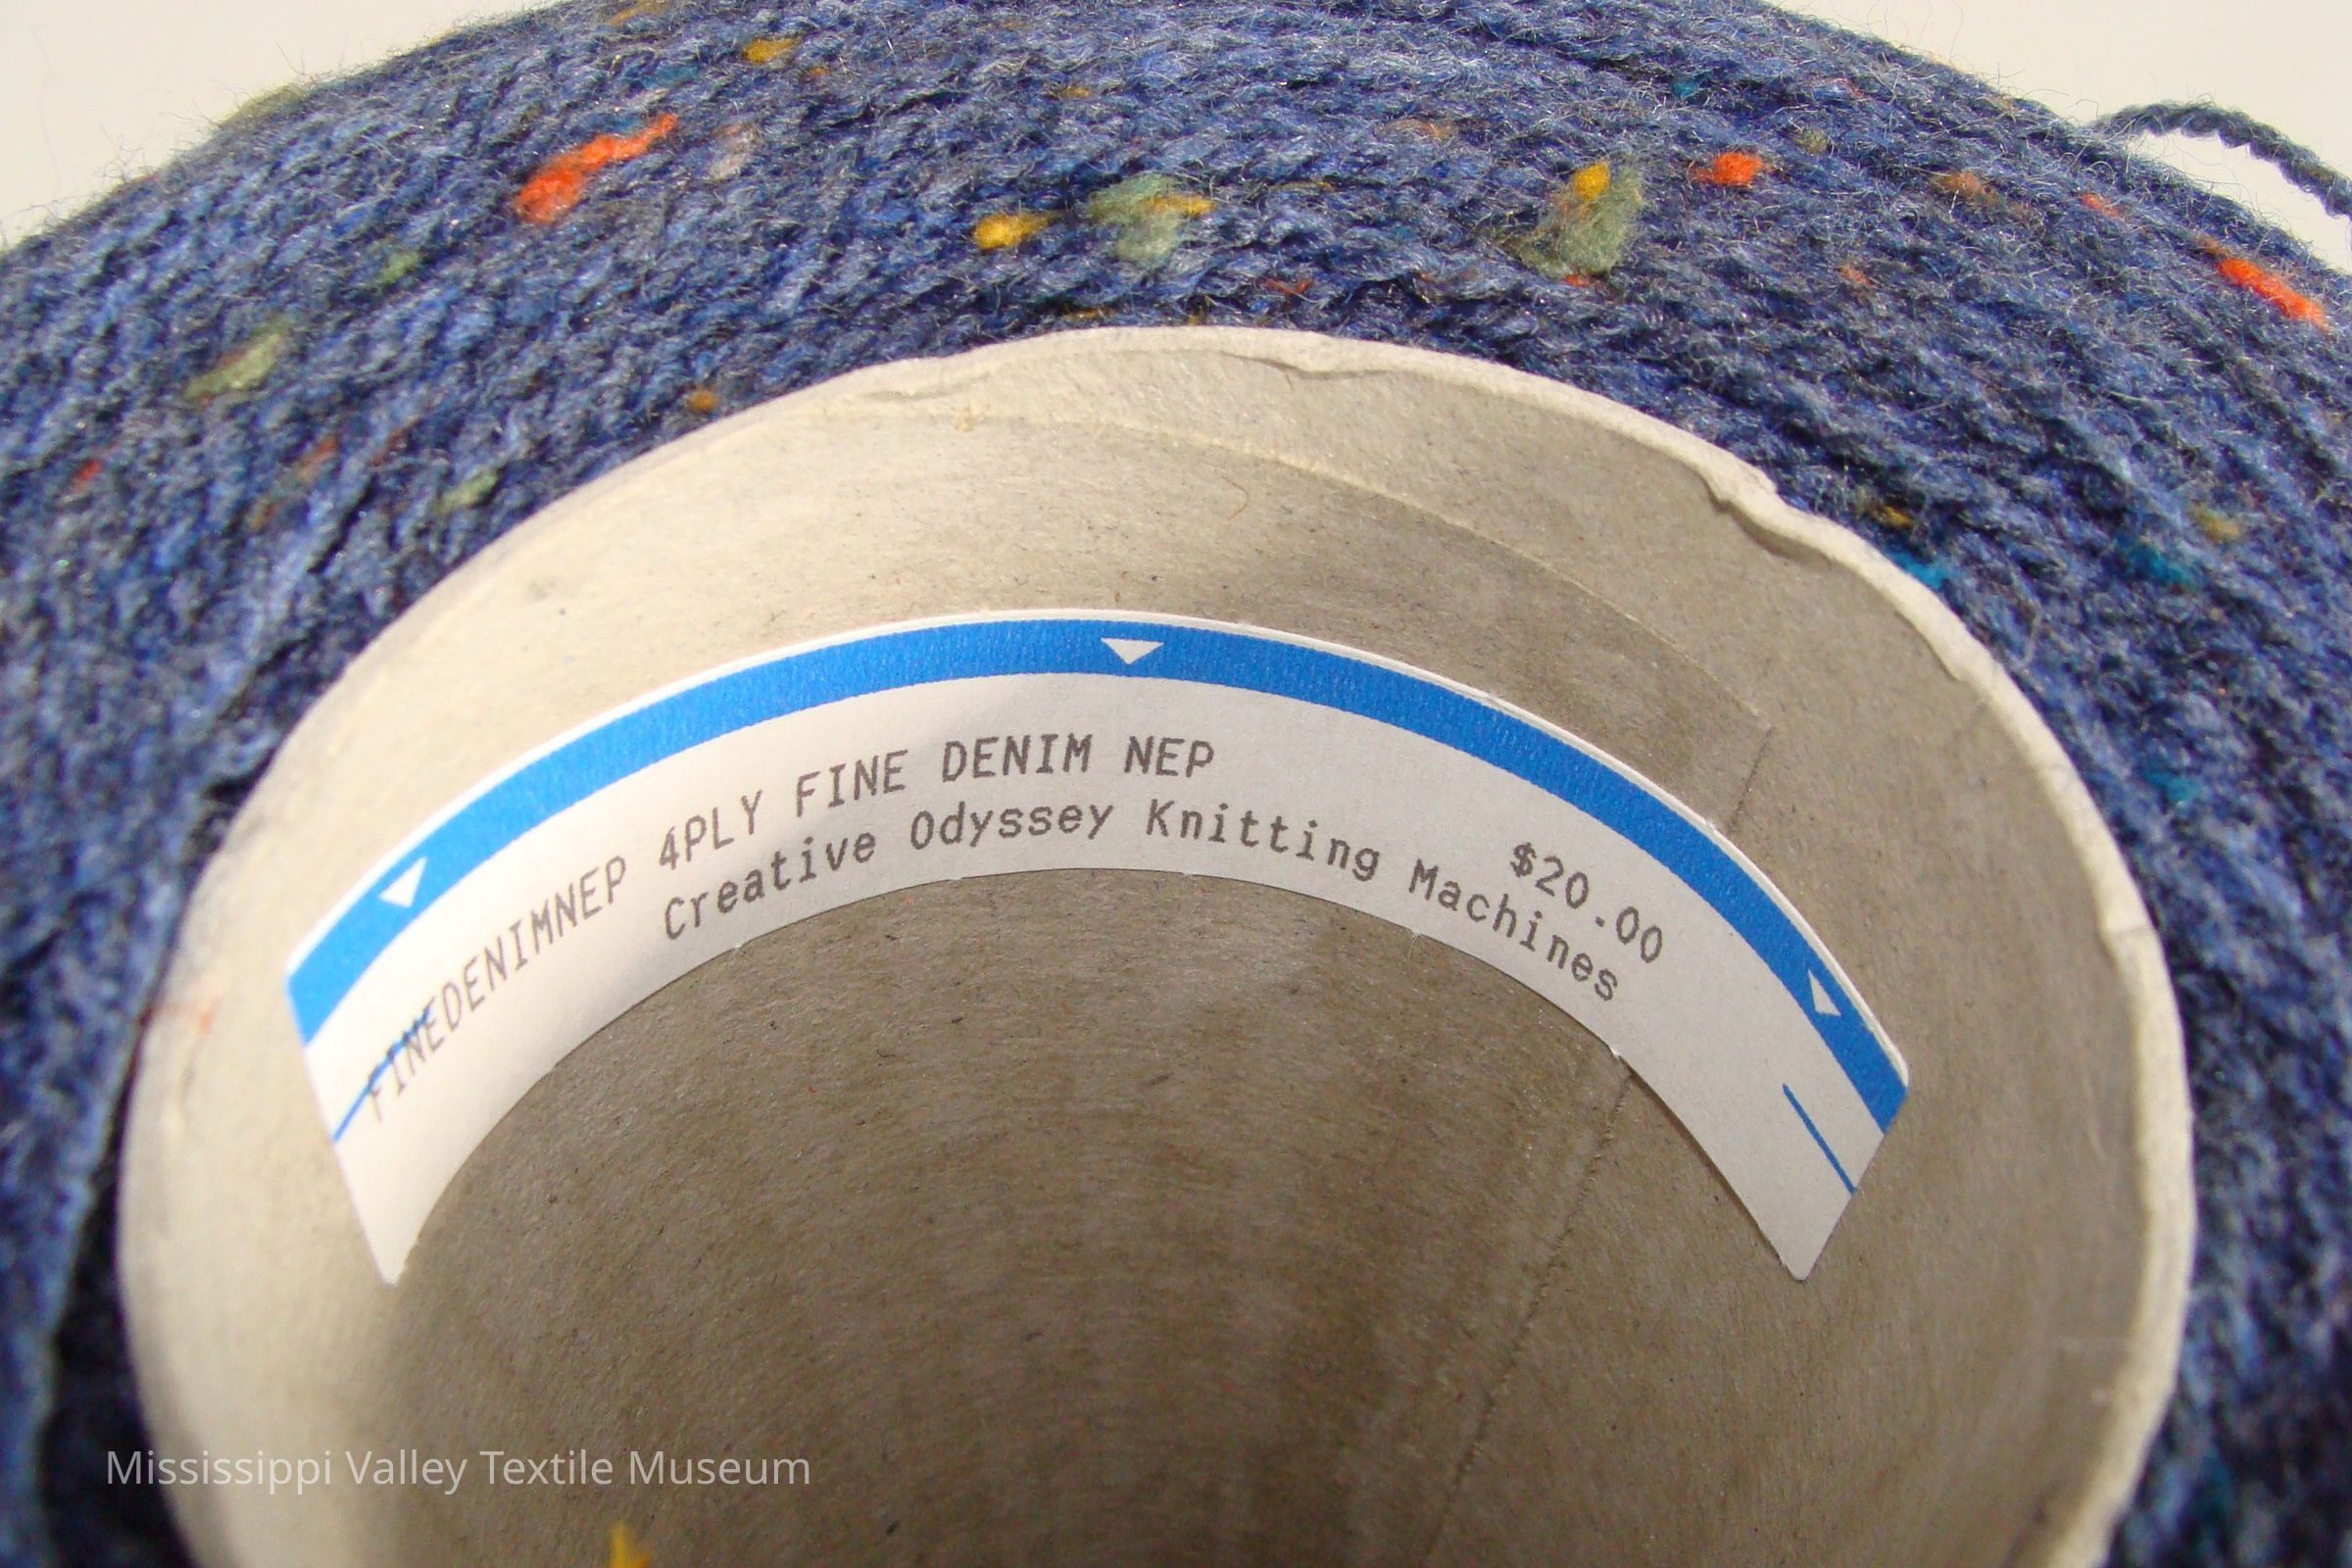 FINEDENIMNEP 4PLY FINE DENIM NEP $20.00
Creative Odyssey Knitting Machines
Mississippi Valley Textile Museum